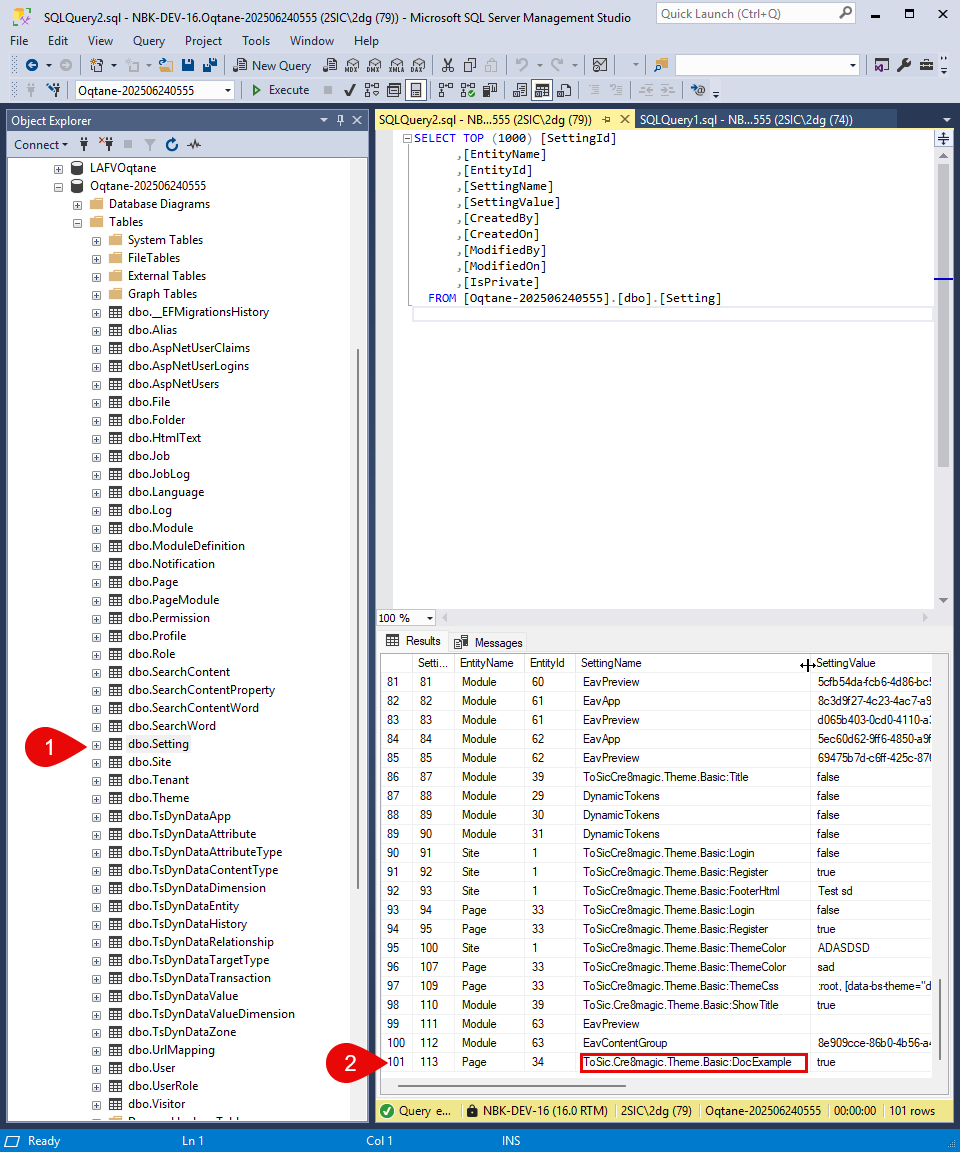 SQLQuery2.sql - NBK-DEV-16.Oqtane-202506240555 (2SIC\2dg (79)) - Microsoft SQL Server Management Studio
Quick Launch (Ctrl+Q)
File Edit View Query Project Tools Window Help
New Query MDX DMX XMLA DAX
Oqtane-202506240555 Execute
Object Explorer
Connect
LAFVOqtane
Oqtane-202506240555
Database Diagrams
Tables
System Tables
FileTables
External Tables
Graph Tables
dbo.__EFMigrationsHistory
dbo.Alias
dbo.AspNetUserClaims
dbo.AspNetUserLogins
dbo.AspNetUsers
dbo.File
dbo.Folder
dbo.HtmlText
dbo.Job
dbo.JobLog
dbo.Language
dbo.Log
dbo.Module
dbo.ModuleDefinition
dbo.Notification
dbo.Page
dbo.PageModule
dbo.Permission
dbo.Profile
dbo.Role
dbo.SearchContent
dbo.SearchContentProperty
dbo.SearchContentWord
dbo.SearchWord
1
dbo.Setting
dbo.Site
dbo.Tenant
dbo.Theme
dbo.TsDynDataApp
dbo.TsDynDataAttribute
dbo.TsDynDataAttributeType
dbo.TsDynDataContentType
dbo.TsDynDataDimension
dbo.TsDynDataEntity
dbo.TsDynDataHistory
dbo.TsDynDataRelationship
dbo.TsDynDataTargetType
dbo.TsDynDataTransaction
dbo.TsDynDataValue
dbo.TsDynDataValueDimension
dbo.TsDynDataZone
dbo.UrlMapping
dbo.User
dbo.UserRole
dbo.Visitor
SQLQuery2.sql - NB...555 (2SIC\2dg (79)) SQLQuery1.sql - NB...555 (2SIC\2dg (74))
SELECT TOP (1000) [SettingId]
,[EntityName]
,[EntityId]
,[SettingName]
,[SettingValue]
,[CreatedBy]
,[CreatedOn]
,[ModifiedBy]
,[ModifiedOn]
,[IsPrivate]
FROM [Oqtane-202506240555].[dbo].[Setting]
100 %
Results Messages
Setti... EntityName EntityId SettingName SettingValue
81 81 Module 60 EavPreview 5cfb54da-fcb6-4d86-bc5
82 82 Module 61 EavApp 8c3d9f27-4c23-4ac7-a9
83 83 Module 61 EavPreview d065b403-0cd0-4110-a3
84 84 Module 62 EavApp 5ec60d62-9ff6-4850-a9f
85 85 Module 62 EavPreview 69475b7d-c6ff-425c-876
86 87 Module 39 ToSicCre8magic.Theme.Basic:Title false
87 88 Module 29 DynamicTokens false
88 89 Module 30 DynamicTokens false
89 90 Module 31 DynamicTokens false
90 91 Site 1 ToSicCre8magic.Theme.Basic:Login false
91 92 Site 1 ToSicCre8magic.Theme.Basic:Register true
92 93 Site 1 ToSicCre8magic.Theme.Basic:FooterHtml Test sd
93 94 Page 33 ToSicCre8magic.Theme.Basic:Login false
94 95 Page 33 ToSicCre8magic.Theme.Basic:Register true
95 100 Site 1 ToSicCre8magic.Theme.Basic:ThemeColor ADASDSD
96 107 Page 33 ToSicCre8magic.Theme.Basic:ThemeColor sad
97 109 Page 33 ToSicCre8magic.Theme.Basic:ThemeCss :root, [data-bs-theme="d
98 110 Module 39 ToSic.Cre8magic.Theme.Basic:ShowTitle true
99 111 Module 63 EavPreview
100 112 Module 63 EavContentGroup 8e909cce-86b0-4b56-a4
2
101 113 Page 34 ToSic.Cre8magic.Theme.Basic:DocExample true
Query e... NBK-DEV-16 (16.0 RTM) 2SIC\2dg (79) Oqtane-202506240555 00:00:00 101 rows
Ready Ln 1 Col 1 INS